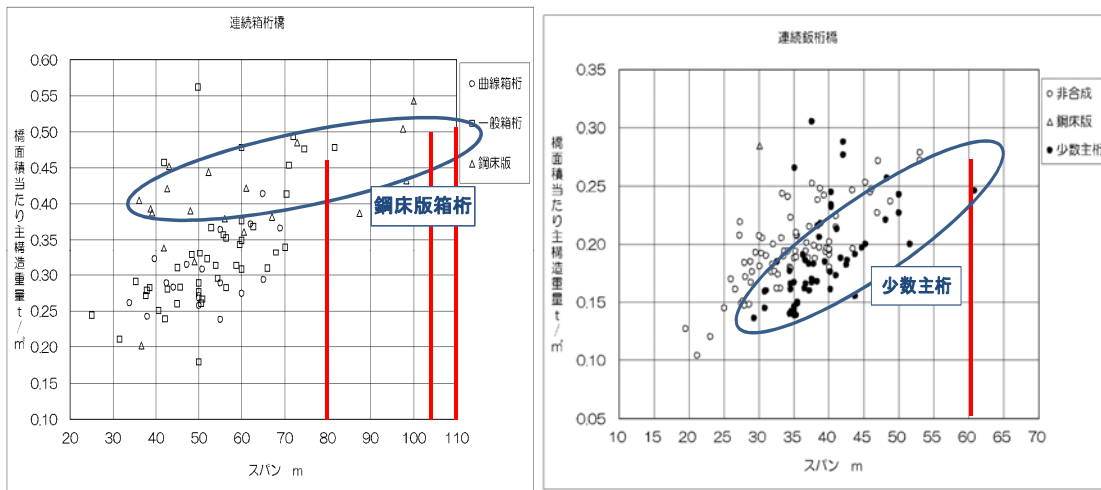 連続箱桁橋
橋面積当たり主構造重量 t/㎡
0.60
0.55
0.50
0.45
0.40
0.35
0.30
0.25
0.20
0.15
0.10
20 30 40 50 60 70 80 90 100 110
スパン m
○ 曲線箱桁
□ 一般箱桁
△ 鋼床版
鋼床版箱桁
連続鈑桁橋
橋面積当たり主構造重量 t/㎡
0.35
0.30
0.25
0.20
0.15
0.10
0.05
10 15 20 25 30 35 40 45 50 55 60 65 70
スパン m
○ 非合成
△ 鋼床版
● 少数主桁
少数主桁